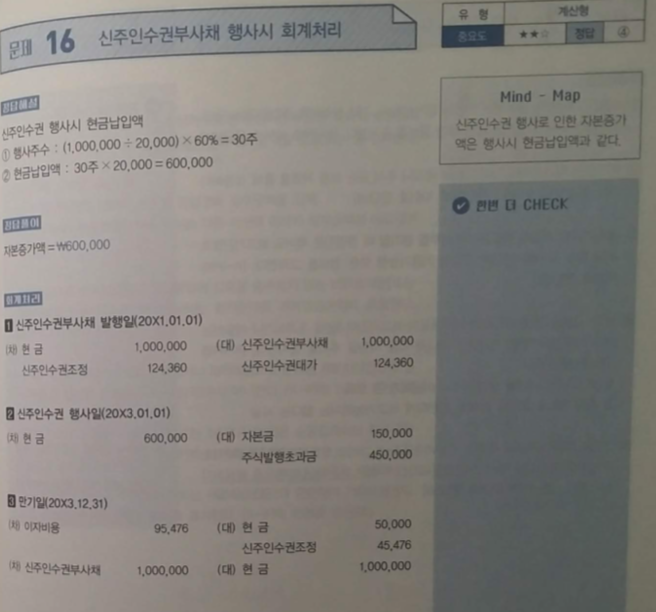 문제 16 신주인수권부사채 행사시 회계처리
유 형 계산형
중요도 ★★☆ 정답 ④
정답해설
신주인수권 행사시 현금납입액
① 행사주수 : (1,000,000 ÷ 20,000) × 60% = 30주
② 현금납입액 : 30주 × 20,000 = 600,000
정답풀이
자본증가액 = ₩600,000
회계처리
1 신주인수권부사채 발행일(20X1.01.01)
(차) 현 금 1,000,000 (대) 신주인수권부사채 1,000,000
신주인수권조정 124,360 신주인수권대가 124,360
2 신주인수권 행사일(20X3.01.01)
(차) 현 금 600,000 (대) 자본금 150,000
주식발행초과금 450,000
3 만기일(20X3.12.31)
(차) 이자비용 95,476 (대) 현 금 50,000
신주인수권조정 45,476
(차) 신주인수권부사채 1,000,000 (대) 현 금 1,000,000
Mind - Map
신주인수권 행사로 인한 자본증가
액은 행사시 현금납입액과 같다.
한번 더 CHECK